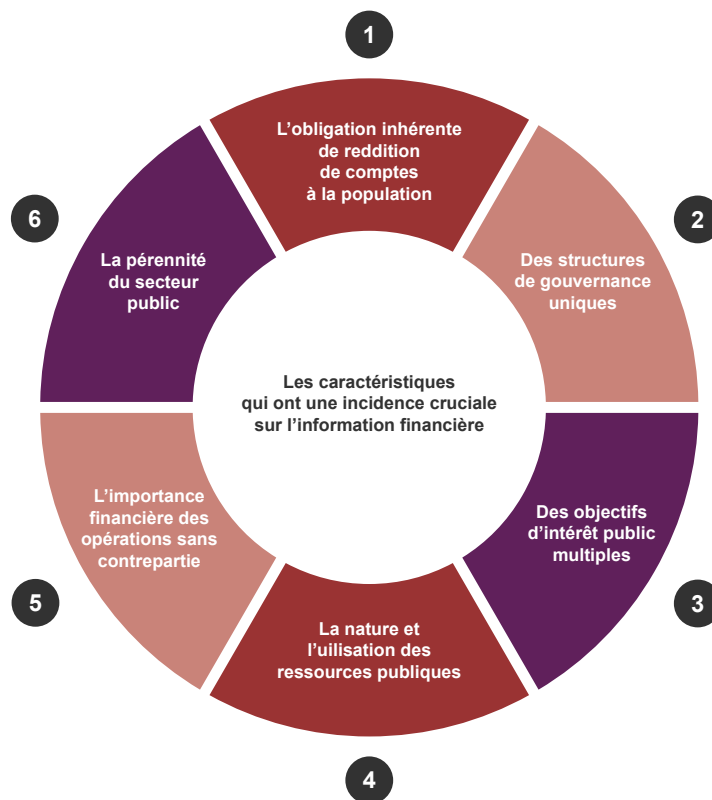 1
L'obligation inhérente
de reddition
de comptes
à la population
2
Des structures
de gouvernance
uniques
3
Des objectifs
d'intérêt public
multiples
4
La nature et
l'uilisation des
ressources publiques
5
L'importance
financière des
opérations sans
contrepartie
6
La pérennité
du secteur
public
Les caractéristiques
qui ont une incidence cruciale
sur l'information financière